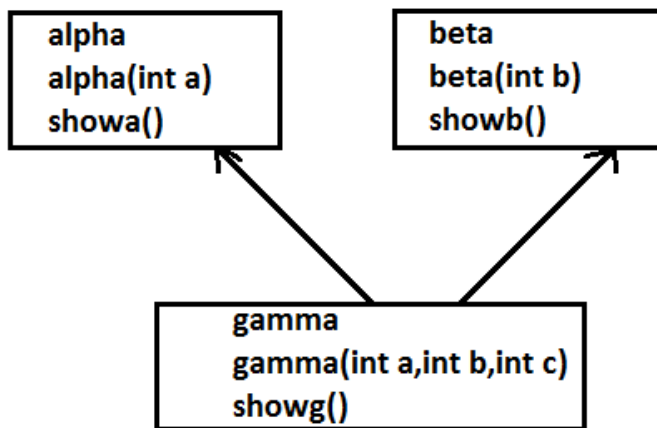 alpha
alpha(int a)
showa()
beta
beta(int b)
showb()
gamma
gamma(int a,int b,int c)
showg()